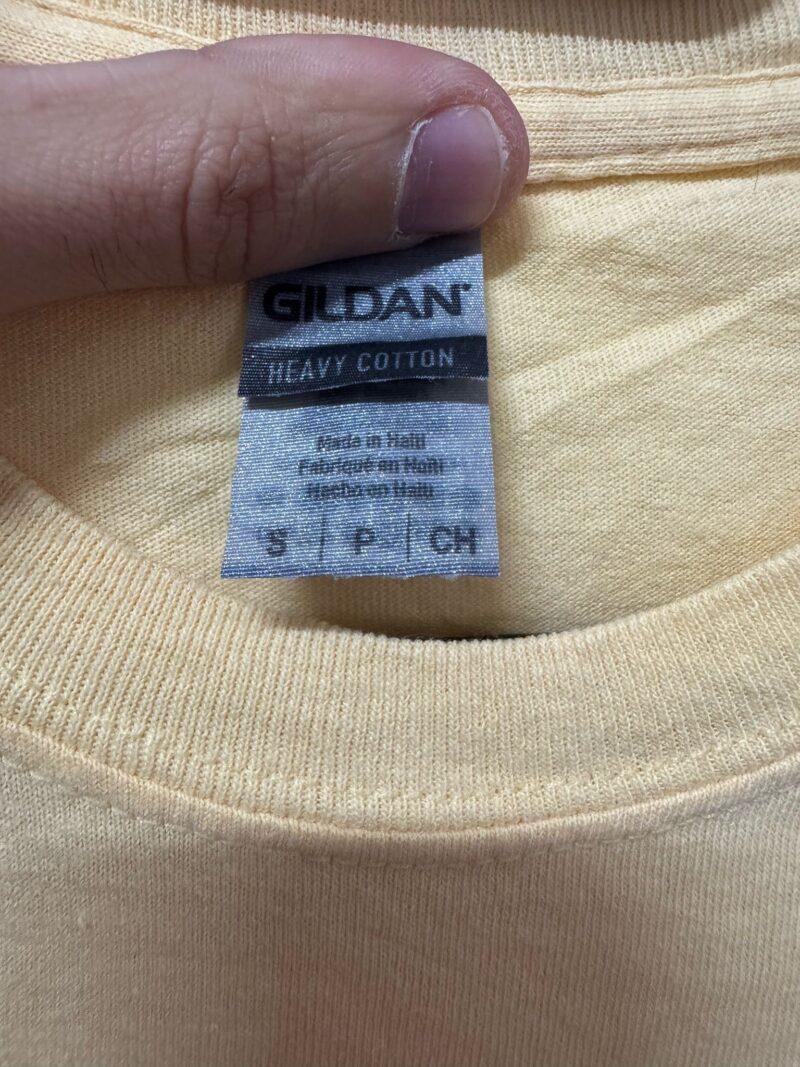 GILDAN®
HEAVY COTTON
Made in Haiti
Fabriqué en Haïti
Hecho en Haití
S | P | CH